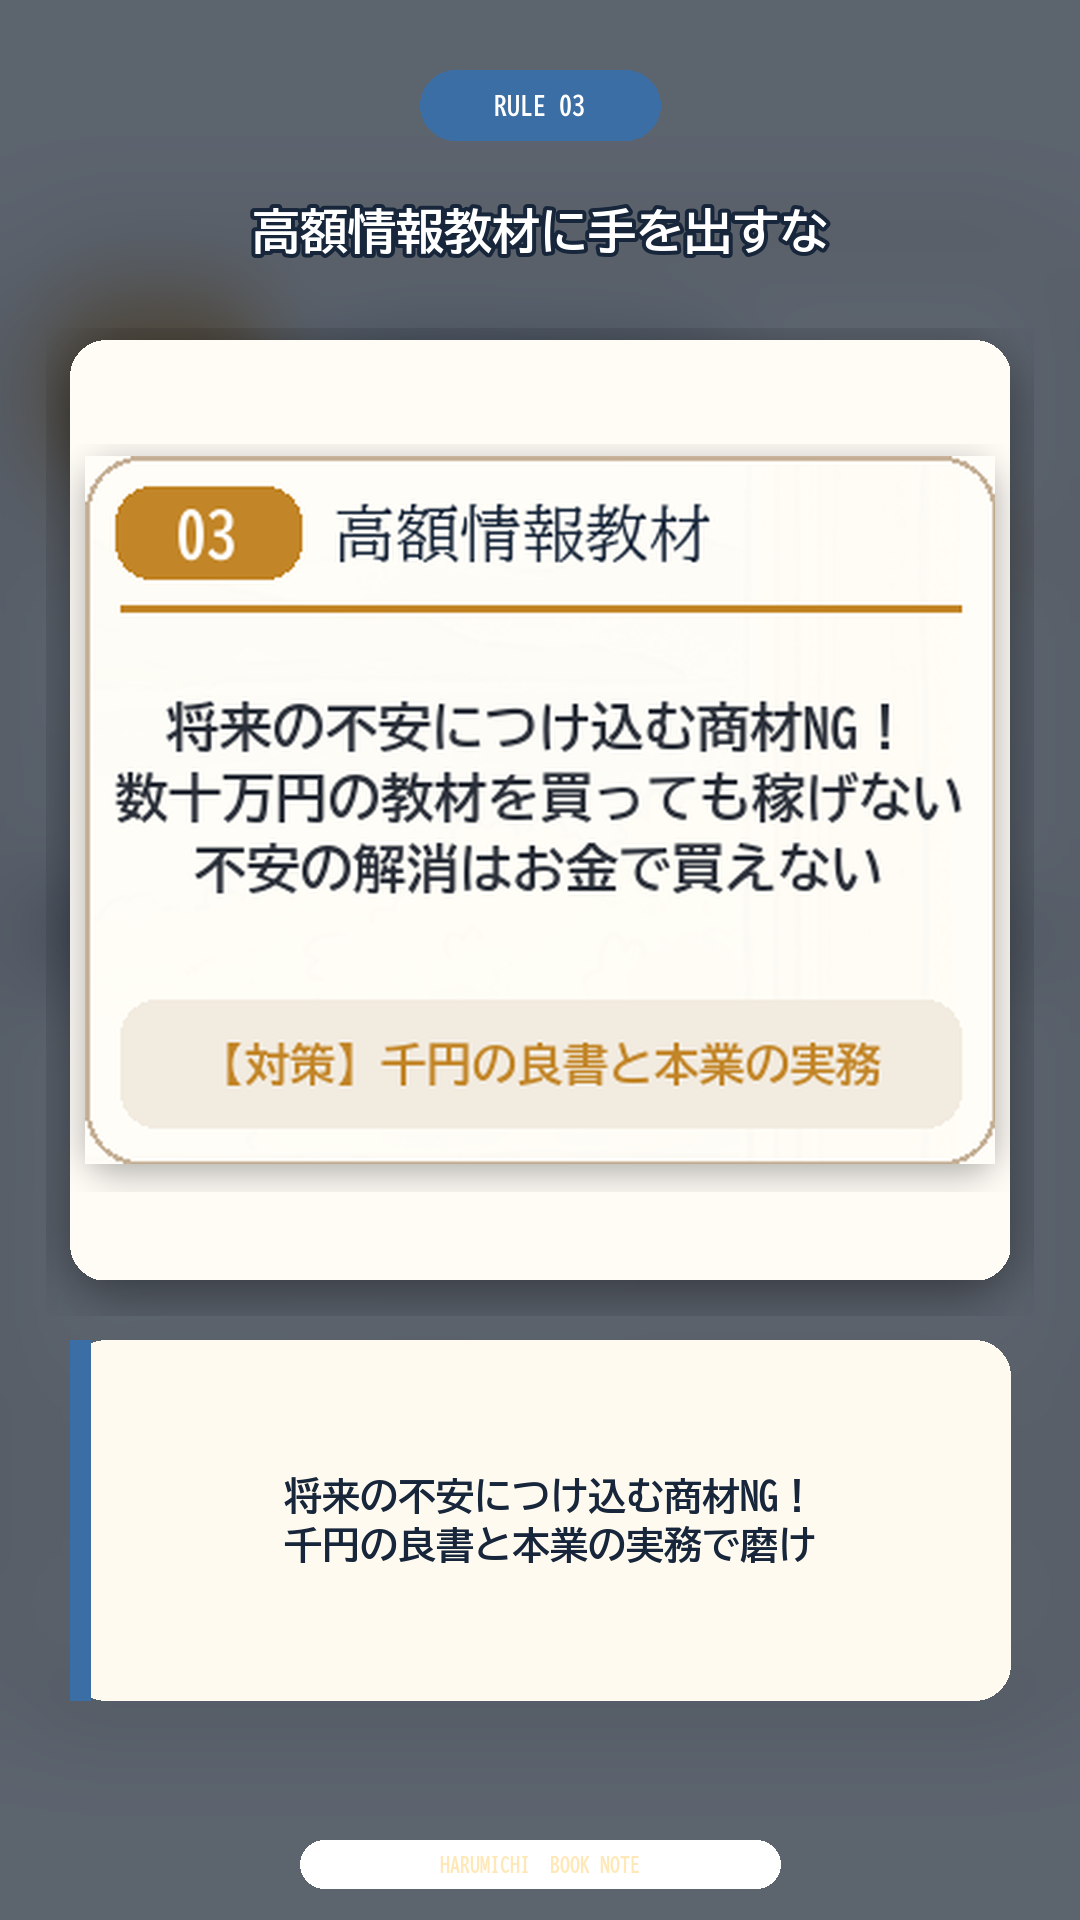 RULE 03
高額情報教材に手を出すな
03 高額情報教材
将来の不安につけ込む商材NG！
数十万円の教材を買っても稼げない
不安の解消はお金で買えない
【対策】千円の良書と本業の実務
将来の不安につけ込む商材NG！
千円の良書と本業の実務で磨け
HARUMICHI BOOK NOTE